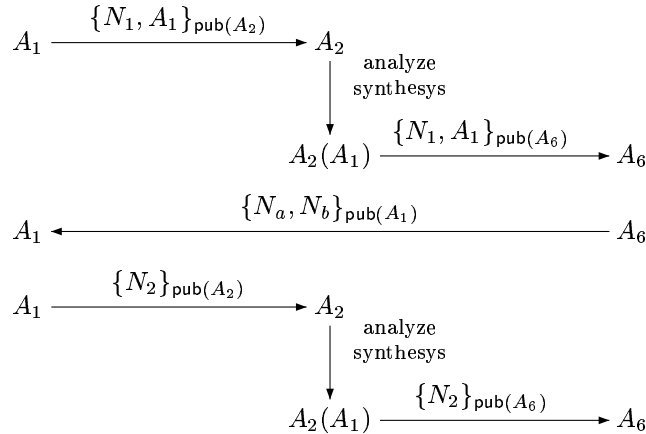 {N₁, A₁}pub(A₂)
A₁ A₂
analyze
synthesys
{N₁, A₁}pub(A₆)
A₂(A₁) A₆
{Nₐ, N_b}pub(A₁)
A₁ A₆
{N₂}pub(A₂)
A₁ A₂
analyze
synthesys
{N₂}pub(A₆)
A₂(A₁) A₆